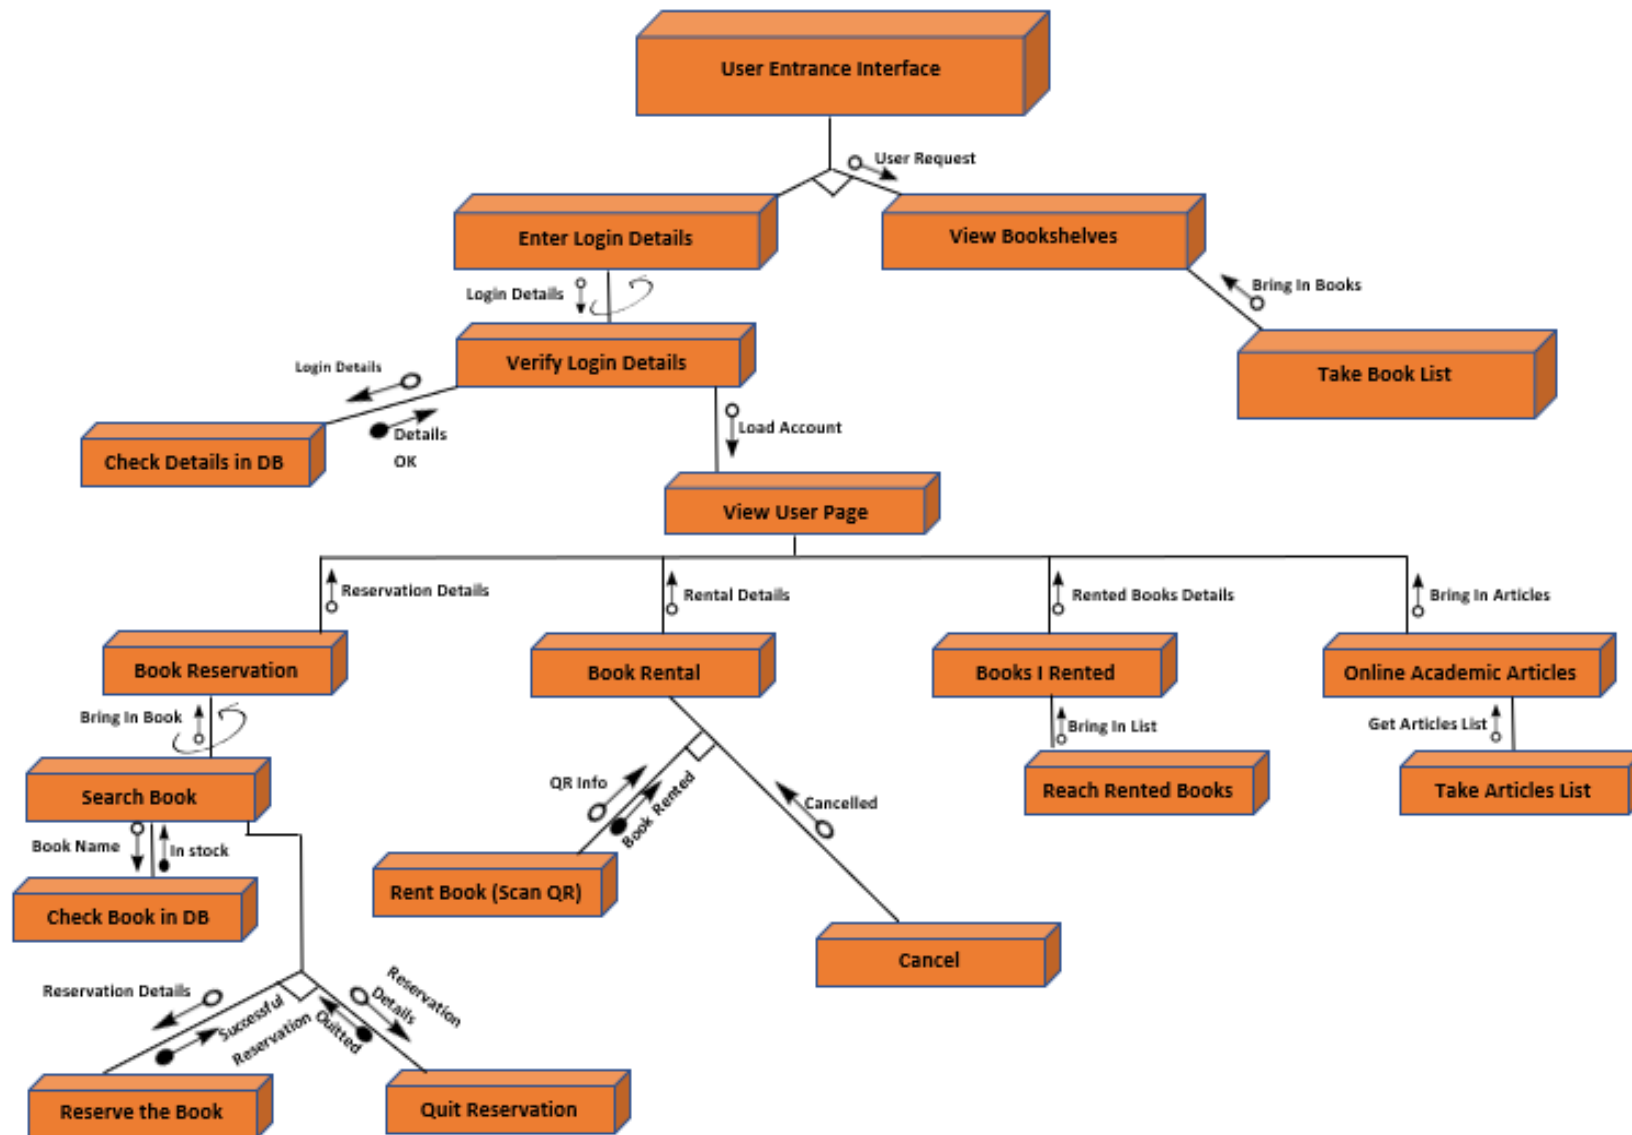 User Entrance Interface
User Request
Enter Login Details
View Bookshelves
Login Details
Bring In Books
Verify Login Details
Take Book List
Login Details
Load Account
Details
OK
Check Details in DB
View User Page
Reservation Details
Rental Details
Rented Books Details
Bring In Articles
Book Reservation
Book Rental
Books I Rented
Online Academic Articles
Bring In Book
Bring In List
Get Articles List
Search Book
QR Info
Book Rented
Cancelled
Reach Rented Books
Take Articles List
Book Name
In stock
Rent Book (Scan QR)
Check Book in DB
Cancel
Reservation Details
Successful
Reservation
Quitted
Reservation
Details
Reserve the Book
Quit Reservation